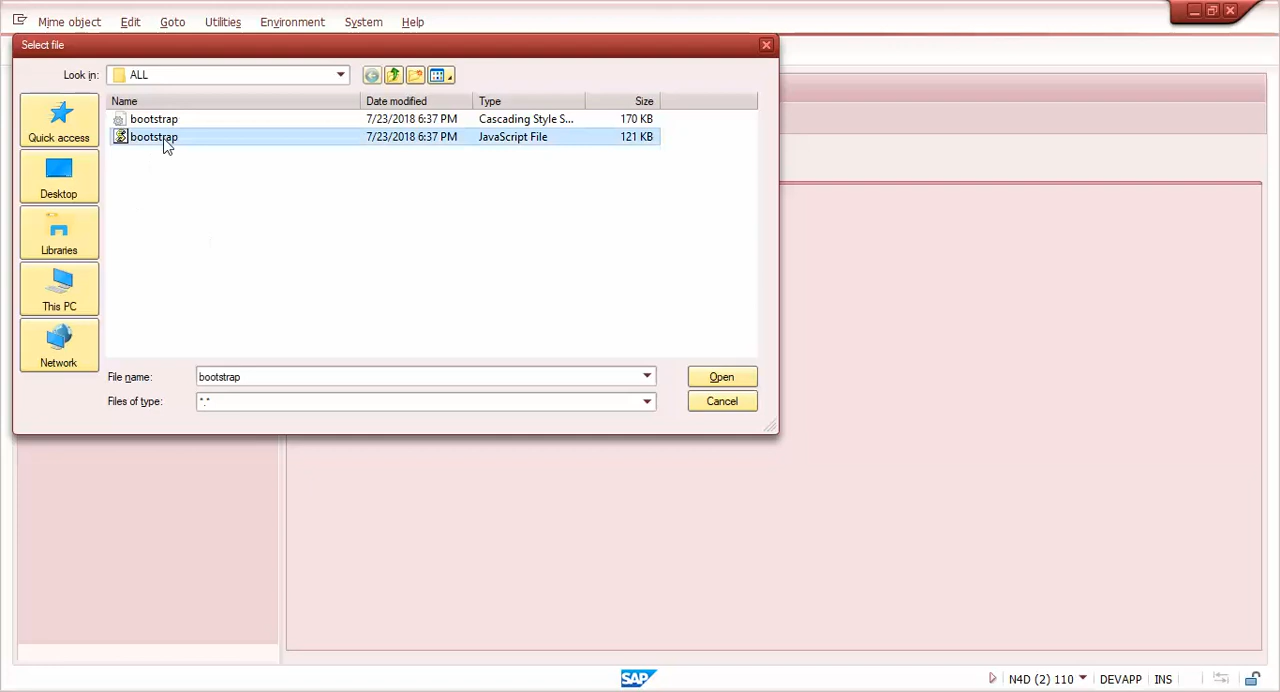 Mime object Edit Goto Utilities Environment System Help
Select file
Look in: ALL
Name Date modified Type Size
bootstrap 7/23/2018 6:37 PM Cascading Style S... 170 KB
bootstrap 7/23/2018 6:37 PM JavaScript File 121 KB
Quick access
Desktop
Libraries
This PC
Network
File name: bootstrap Open
Files of type: *.* Cancel
SAP N4D (2) 110 DEVAPP INS